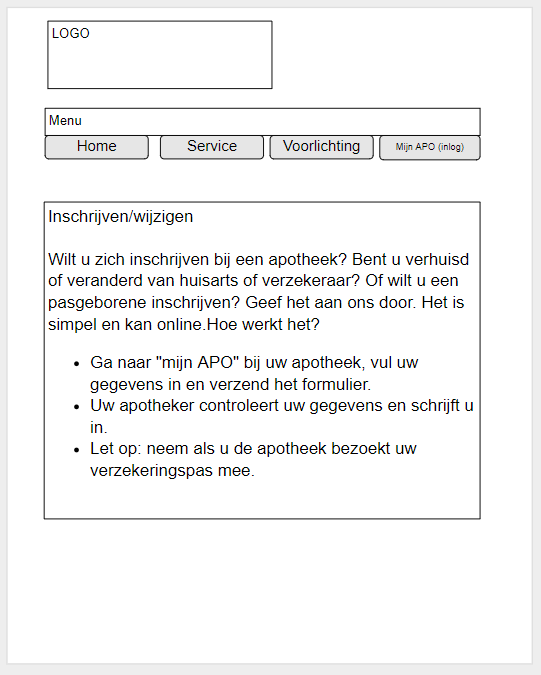 LOGO
Menu
Home Service Voorlichting Mijn APO (inlog)
Inschrijven/wijzigen
Wilt u zich inschrijven bij een apotheek? Bent u verhuisd
of veranderd van huisarts of verzekeraar? Of wilt u een
pasgeborene inschrijven? Geef het aan ons door. Het is
simpel en kan online.Hoe werkt het?
• Ga naar "mijn APO" bij uw apotheek, vul uw
gegevens in en verzend het formulier.
• Uw apotheker controleert uw gegevens en schrijft u
in.
• Let op: neem als u de apotheek bezoekt uw
verzekeringspas mee.